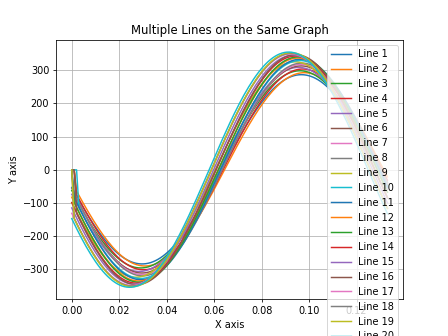 Multiple Lines on the Same Graph
Y axis
300
200
100
0
−100
−200
−300
0.00
0.02
0.04
0.06
0.08
0.10
X axis
Line 1
Line 2
Line 3
Line 4
Line 5
Line 6
Line 7
Line 8
Line 9
Line 10
Line 11
Line 12
Line 13
Line 14
Line 15
Line 16
Line 17
Line 18
Line 19
Line 20